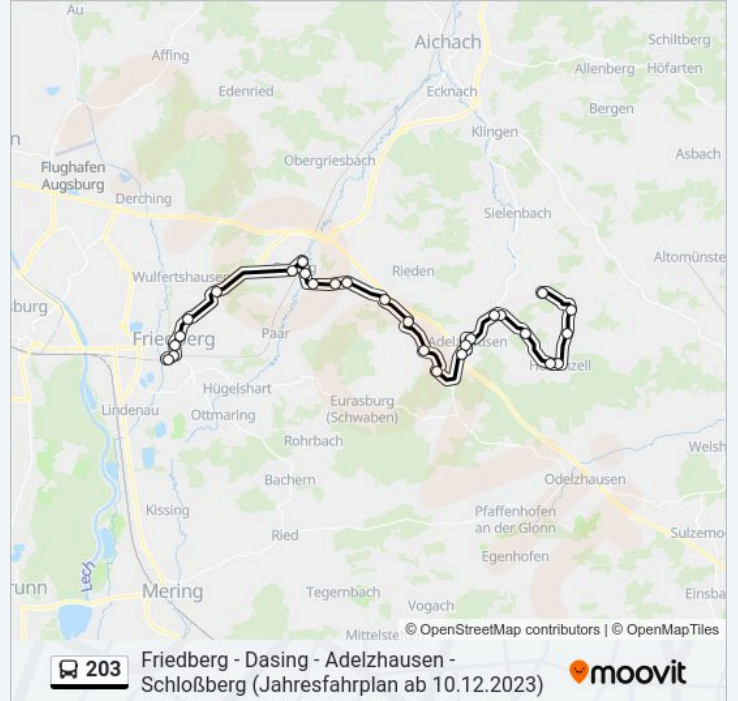 Au
Affing
Aichach
Schiltberg
Allenberg
Höfarten
Edenried
Ecknach
Bergen
Klingen
Obergriesbach
Asbach
Flughafen
Augsburg
Derching
Sielenbach
Altomünste
Wulfertshausen
Rieden
burg
Friedberg
Paar
Adelzhausen
Hügelshart
Eurasburg
(Schwaben)
Lindenau
Ottmaring
Rohrbach
Welsh
Bachern
Odelzhausen
Kissing
Pfaffenhofen
an der Glonn
Ried
Sulzemo
Egenhofen
Lech
runn
Mering
Tegernbach
Einsba
Vogach
Mittelste
© OpenStreetMap contributors | © OpenMapTiles
203
Friedberg - Dasing - Adelzhausen -
Schloßberg (Jahresfahrplan ab 10.12.2023)
moovit